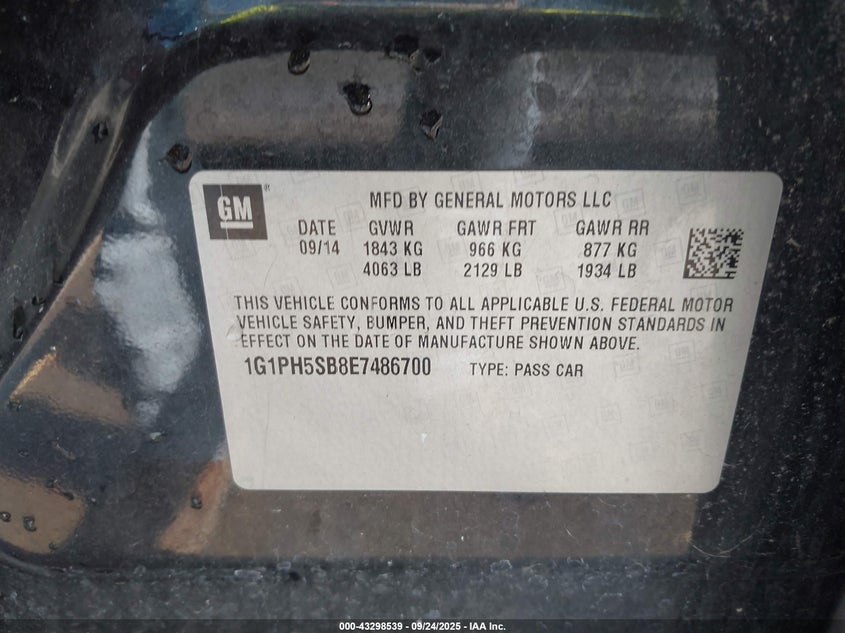 GM ®
MFD BY GENERAL MOTORS LLC
DATE GVWR GAWR FRT GAWR RR
09/14 1843 KG 966 KG 877 KG
4063 LB 2129 LB 1934 LB
THIS VEHICLE CONFORMS TO ALL APPLICABLE U.S. FEDERAL MOTOR
VEHICLE SAFETY, BUMPER, AND THEFT PREVENTION STANDARDS IN
EFFECT ON THE DATE OF MANUFACTURE SHOWN ABOVE.
1G1PH5SB8E7486700 TYPE: PASS CAR
000-43298539 - 09/24/2025 - IAA Inc.